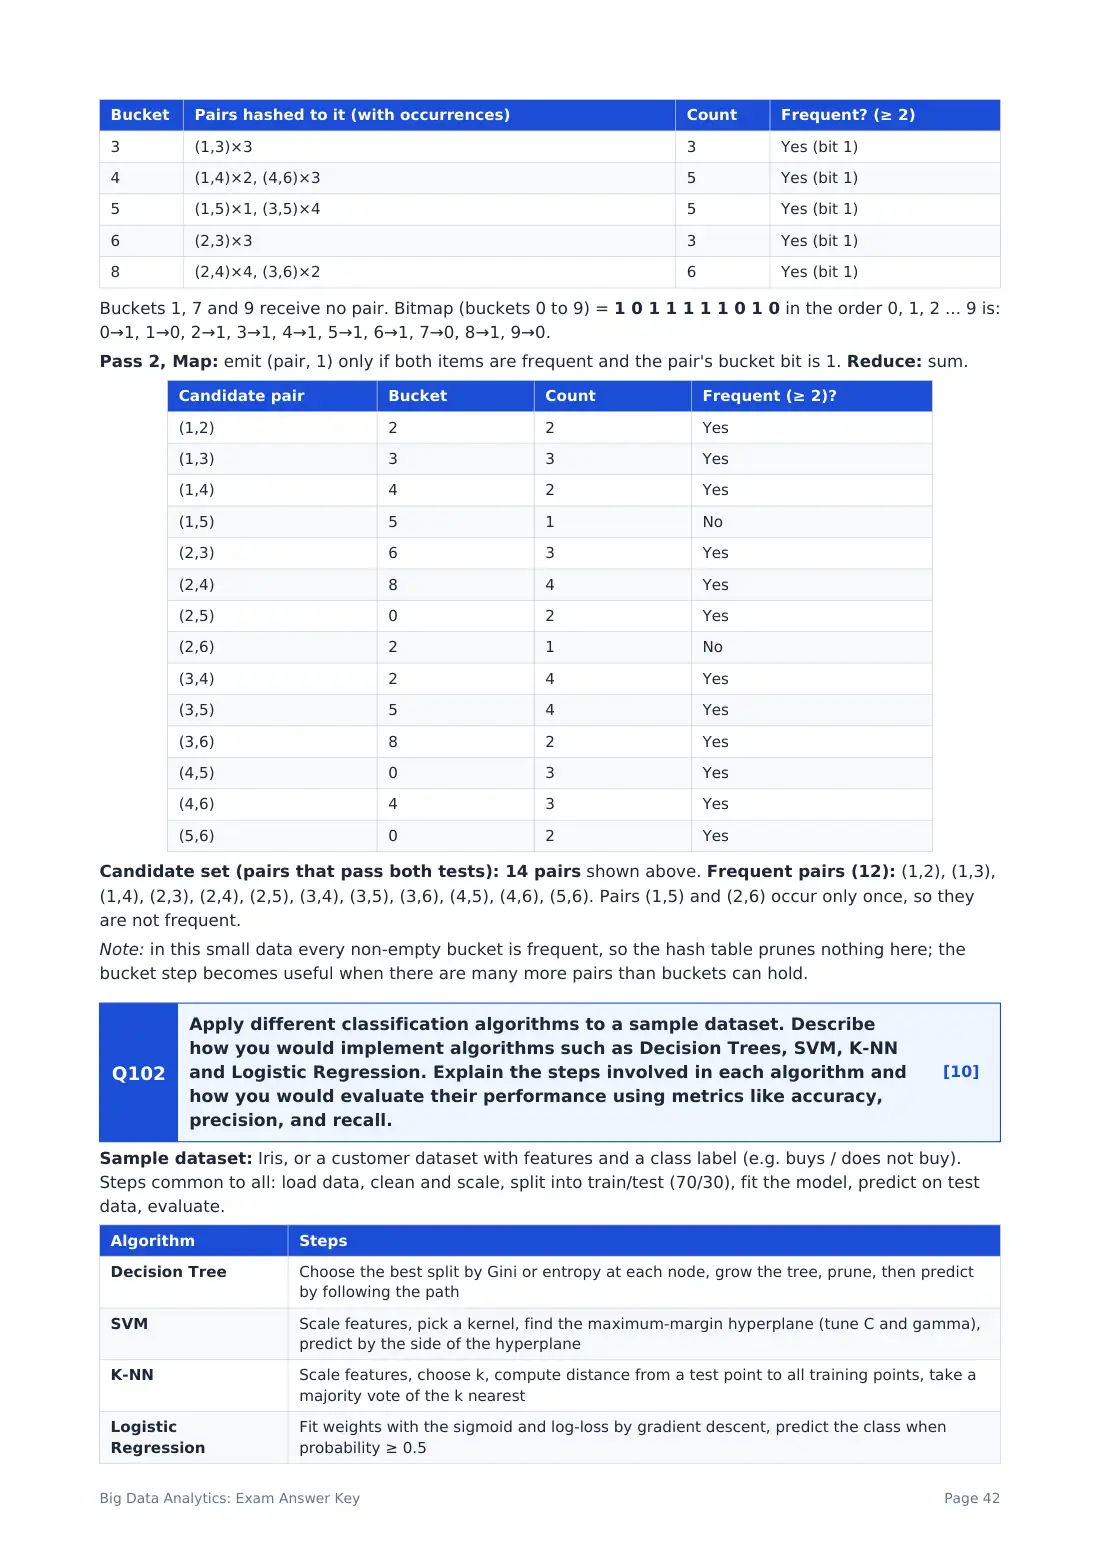 Bucket Pairs hashed to it (with occurrences) Count Frequent? (≥ 2)
3 (1,3)×3 3 Yes (bit 1)
4 (1,4)×2, (4,6)×3 5 Yes (bit 1)
5 (1,5)×1, (3,5)×4 5 Yes (bit 1)
6 (2,3)×3 3 Yes (bit 1)
8 (2,4)×4, (3,6)×2 6 Yes (bit 1)
Buckets 1, 7 and 9 receive no pair. Bitmap (buckets 0 to 9) = 1 0 1 1 1 1 1 0 1 0 in the order 0, 1, 2 ... 9 is:
0→1, 1→0, 2→1, 3→1, 4→1, 5→1, 6→1, 7→0, 8→1, 9→0.
Pass 2, Map: emit (pair, 1) only if both items are frequent and the pair's bucket bit is 1. Reduce: sum.
Candidate pair Bucket Count Frequent (≥ 2)?
(1,2) 2 2 Yes
(1,3) 3 3 Yes
(1,4) 4 2 Yes
(1,5) 5 1 No
(2,3) 6 3 Yes
(2,4) 8 4 Yes
(2,5) 0 2 Yes
(2,6) 2 1 No
(3,4) 2 4 Yes
(3,5) 5 4 Yes
(3,6) 8 2 Yes
(4,5) 0 3 Yes
(4,6) 4 3 Yes
(5,6) 0 2 Yes
Candidate set (pairs that pass both tests): 14 pairs shown above. Frequent pairs (12): (1,2), (1,3),
(1,4), (2,3), (2,4), (2,5), (3,4), (3,5), (3,6), (4,5), (4,6), (5,6). Pairs (1,5) and (2,6) occur only once, so they
are not frequent.
Note: in this small data every non-empty bucket is frequent, so the hash table prunes nothing here; the
bucket step becomes useful when there are many more pairs than buckets can hold.
Q102
Apply different classification algorithms to a sample dataset. Describe
how you would implement algorithms such as Decision Trees, SVM, K-NN
and Logistic Regression. Explain the steps involved in each algorithm and
how you would evaluate their performance using metrics like accuracy,
precision, and recall.
[10]
Sample dataset: Iris, or a customer dataset with features and a class label (e.g. buys / does not buy).
Steps common to all: load data, clean and scale, split into train/test (70/30), fit the model, predict on test
data, evaluate.
Algorithm Steps
Decision Tree Choose the best split by Gini or entropy at each node, grow the tree, prune, then predict
by following the path
SVM Scale features, pick a kernel, find the maximum-margin hyperplane (tune C and gamma),
predict by the side of the hyperplane
K-NN Scale features, choose k, compute distance from a test point to all training points, take a
majority vote of the k nearest
Logistic Fit weights with the sigmoid and log-loss by gradient descent, predict the class when
Regression probability ≥ 0.5
Big Data Analytics: Exam Answer Key Page 42